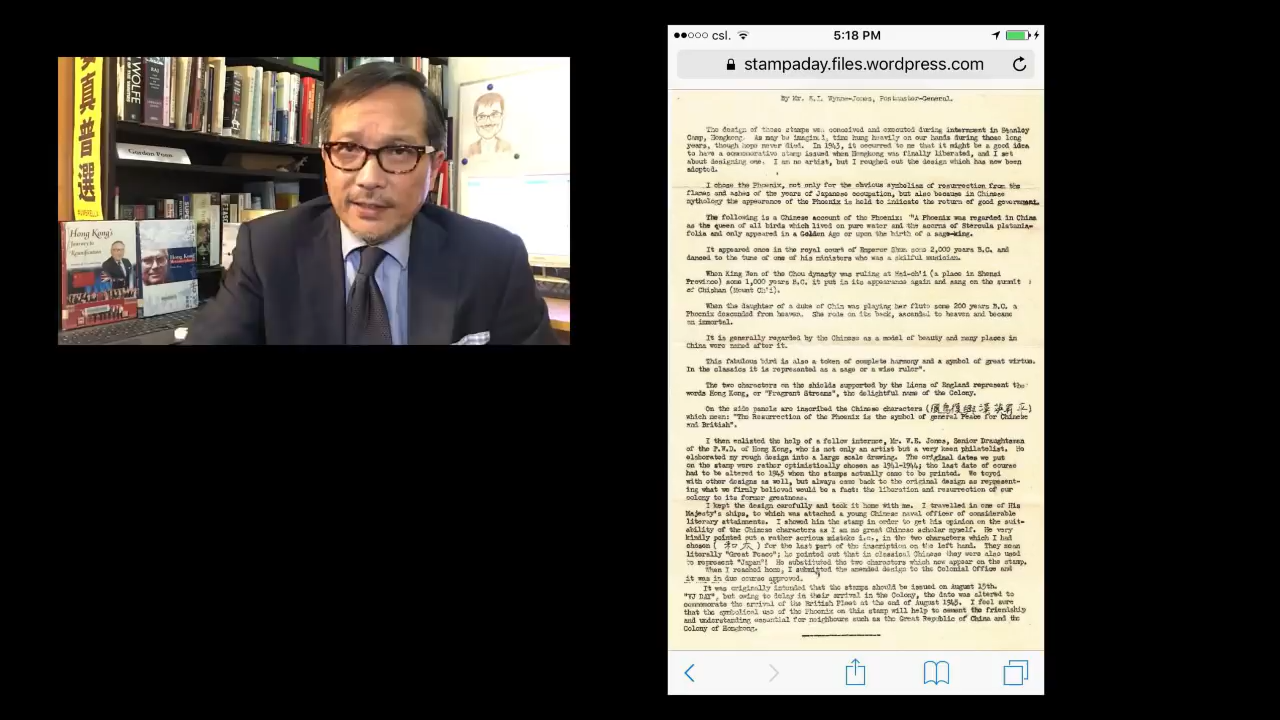 真普選
WOLFE
Gordon Poon
Hong Kong's
Journey to
Reunification
Hong Kong
csl.
5:18 PM
stampaday.files.wordpress.com
By Mr. E.I. Wynne-Jones, Postmaster-General.
The design of these stamps was conceived and executed during internment in Stanley
Camp, Hongkong. As may be imagined, time hung heavily on our hands during those long
years, though hope never died. In 1943, it occurred to me that it might be a good idea
to have a commemorative stamp issued when Hongkong was finally liberated, and I set
about designing one. I am no artist, but I roughed out the design which has now been
adopted.
I chose the Phoenix, not only for the obvious symbolism of resurrection from the
flames and ashes of the years of Japanese occupation, but also because in Chinese
mythology the appearance of the Phoenix is held to indicate the return of good government.
The following is a Chinese account of the Phoenix: "A Phoenix was regarded in China
as the queen of all birds which lived on pure water and the acorns of Sterculia platani-
folia and only appeared in a Golden Age or upon the birth of a sage-king.
It appeared once in the royal court of Emperor Shun some 2,000 years B.C. and
danced to the tune of one of his ministers who was a skilful musician.
When King Wen of the Chou dynasty was ruling at Hsi-ch'i (a place in Shensi
Province) some 1,000 years B.C. it put in its appearance again and sang on the summit
of Chishan (Mount Ch'i).
When the daughter of a duke of Chin was playing her flute some 200 years B.C. a
Phoenix descended from heaven. She rode on its back, ascended to heaven and became
an immortal.
It is generally regarded by the Chinese as a model of beauty and many places in
China were named after it.
This fabulous bird is also a token of complete harmony and a symbol of great virtue.
In the classics it is represented as a sage or a wise ruler".
The two characters on the shields supported by the lions of England represent the
words Hong Kong, or "Fragrant Streams", the delightful name of the Colony.
On the side panels are inscribed the Chinese characters (鳳鳥復興漢英昇平)
which mean: "The Resurrection of the Phoenix is the symbol of general Peace for Chinese
and British".
I then enlisted the help of a fellow internee, Mr. W.E. Jones, Senior Draughtsman
of the P.W.D. of Hong Kong, who is not only an artist but a very keen philatelist. He
elaborated my rough design into a large scale drawing. The original dates we put
on the stamp were rather optimistically chosen as 1941-1944; the last date of course
had to be altered to 1945 when the stamps actually came to be printed. We toyed
with other designs as well, but always came back to the original design as represent-
ing what we firmly believed would be a fact: the liberation and resurrection of our
colony to its former greatness.
I kept the design carefully and took it home with me. I travelled in one of His
Majesty's ships, to which was attached a young Chinese naval officer of considerable
literary attainments. I showed him the stamp in order to get his opinion on the suit-
ability of the Chinese characters as I am no great Chinese scholar myself. He very
kindly pointed out a rather serious mistake i.e., in the two characters which I had
chosen ( ) for the last part of the inscription on the left hand. They mean
literally "Great Peace"; he pointed out that in classical Chinese they were also used
to represent "Japan"! He substituted the two characters which now appear on the stamp.
When I reached home, I submitted the amended design to the Colonial Office and
it was in due course approved.
It was originally intended that the stamps should be issued on August 15th.
"VJ DAY", but owing to delay in their arrival in the Colony, the date was altered to
commemorate the arrival of the British Fleet at the end of August 1945. I feel sure
that the symbolical use of the Phoenix on this stamp will help to cement the friendship
and understanding essential for neighbours such as the Great Republic of China and the
Colony of Hongkong.